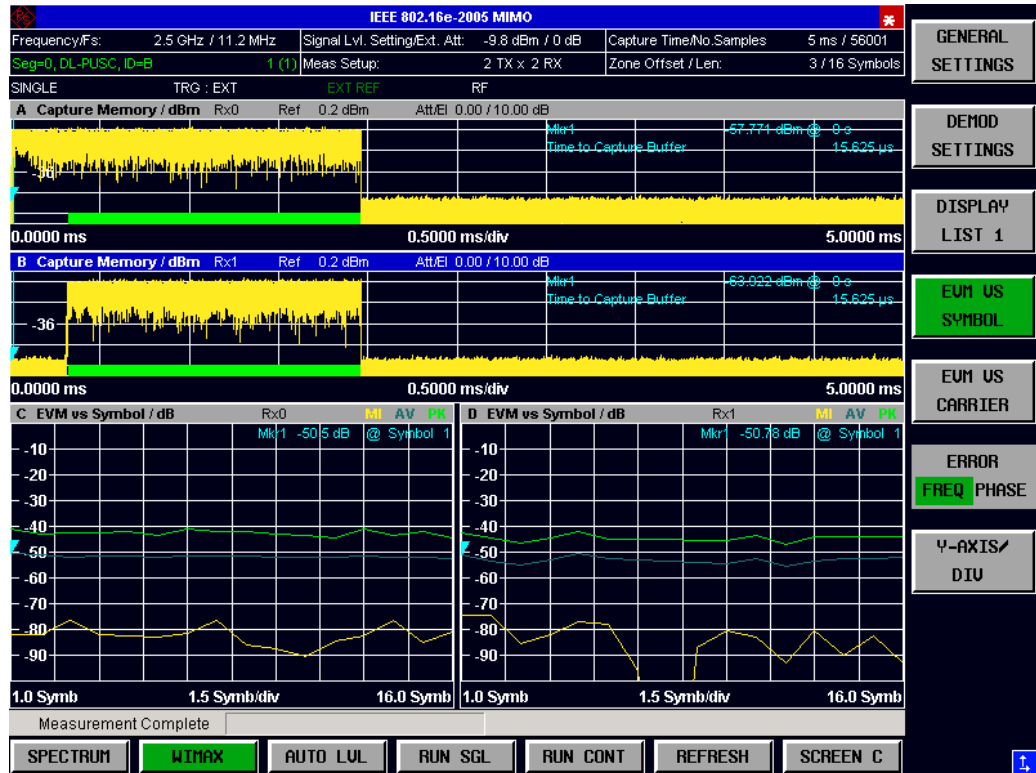 IEEE 802.16e-2005 MIMO
Frequency/Fs: 2.5 GHz / 11.2 MHz Signal Lvl. Setting/Ext. Att: -9.8 dBm / 0 dB Capture Time/No.Samples 5 ms / 56001
Seg=0, DL-PUSC, ID=B 1 (1) Meas Setup: 2 TX x 2 RX Zone Offset / Len: 3 / 16 Symbols
SINGLE TRG : EXT EXT REF RF
A Capture Memory / dBm Rx0 Ref 0.2 dBm Att/El 0.00 / 10.00 dB
Mkr1 -57.771 dBm @ 0 s
Time to Capture Buffer 15.625 µs
-36
0.0000 ms 0.5000 ms/div 5.0000 ms
B Capture Memory / dBm Rx1 Ref 0.2 dBm Att/El 0.00 / 10.00 dB
Mkr1 -63.022 dBm @ 0 s
Time to Capture Buffer 15.625 µs
-36
0.0000 ms 0.5000 ms/div 5.0000 ms
C EVM vs Symbol / dB Rx0 MI AV PK
Mkr1 -50.5 dB @ Symbol 1
-10
-20
-30
-40
-50
-60
-70
-80
-90
1.0 Symb 1.5 Symb/div 16.0 Symb
D EVM vs Symbol / dB Rx1 MI AV PK
Mkr1 -50.78 dB @ Symbol 1
-10
-20
-30
-40
-50
-60
-70
-80
-90
1.0 Symb 1.5 Symb/div 16.0 Symb
Measurement Complete
SPECTRUM WIMAX AUTO LVL RUN SGL RUN CONT REFRESH SCREEN C
GENERAL
SETTINGS
DEMOD
SETTINGS
DISPLAY
LIST 1
EVM VS
SYMBOL
EVM VS
CARRIER
ERROR
FREQ PHASE
Y-AXIS/
DIV